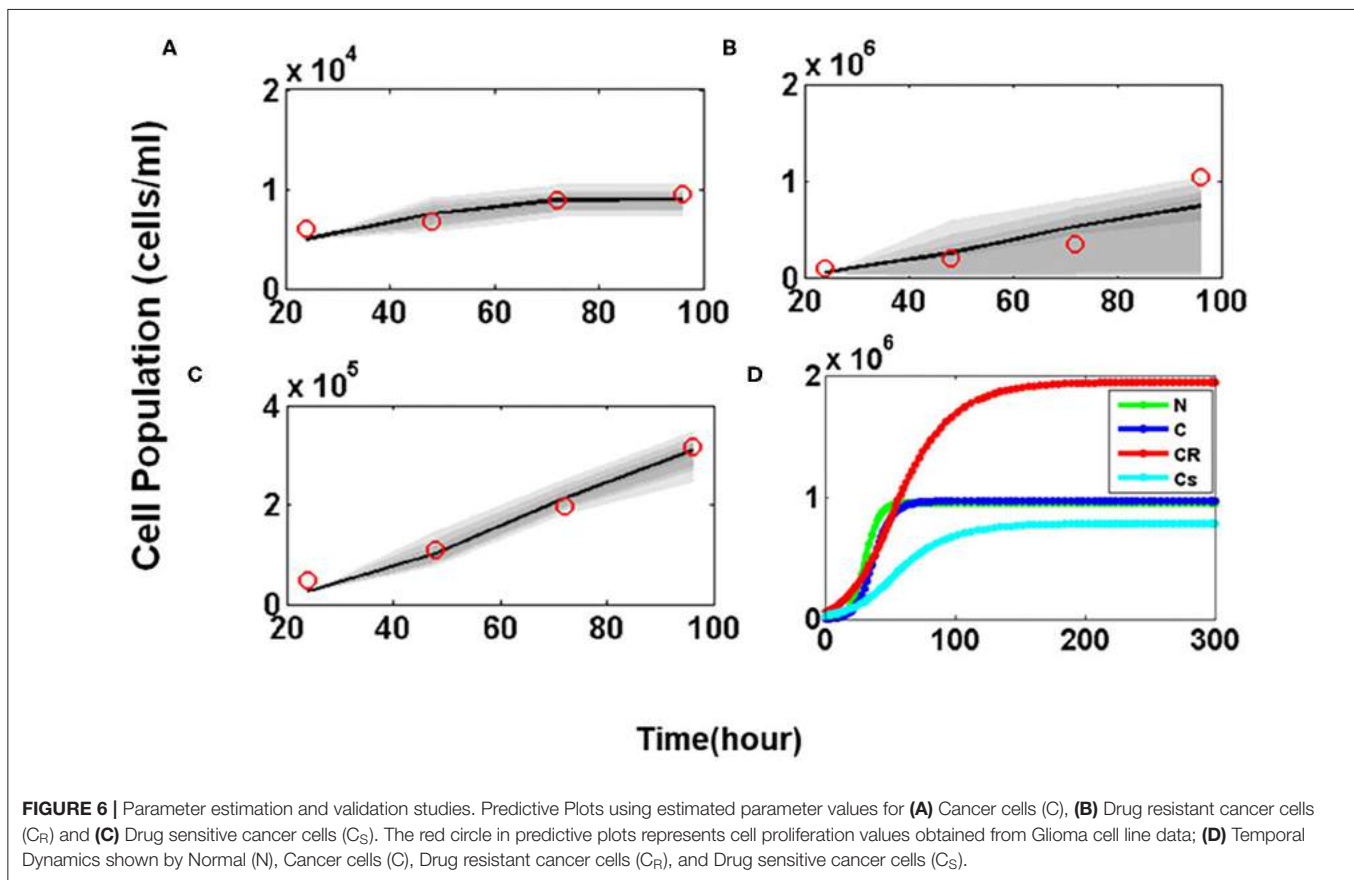 A
x 10^4
2
1
0
20 40 60 80 100
B
x 10^6
2
1
0
20 40 60 80 100
Cell Population (cells/ml)
C
x 10^5
4
2
0
20 40 60 80 100
D
x 10^6
2
1
0
0 100 200 300
N
C
CR
Cs
Time(hour)
FIGURE 6 | Parameter estimation and validation studies. Predictive Plots using estimated parameter values for (A) Cancer cells (C), (B) Drug resistant cancer cells
(C_R) and (C) Drug sensitive cancer cells (C_S). The red circle in predictive plots represents cell proliferation values obtained from Glioma cell line data; (D) Temporal
Dynamics shown by Normal (N), Cancer cells (C), Drug resistant cancer cells (C_R), and Drug sensitive cancer cells (C_S).